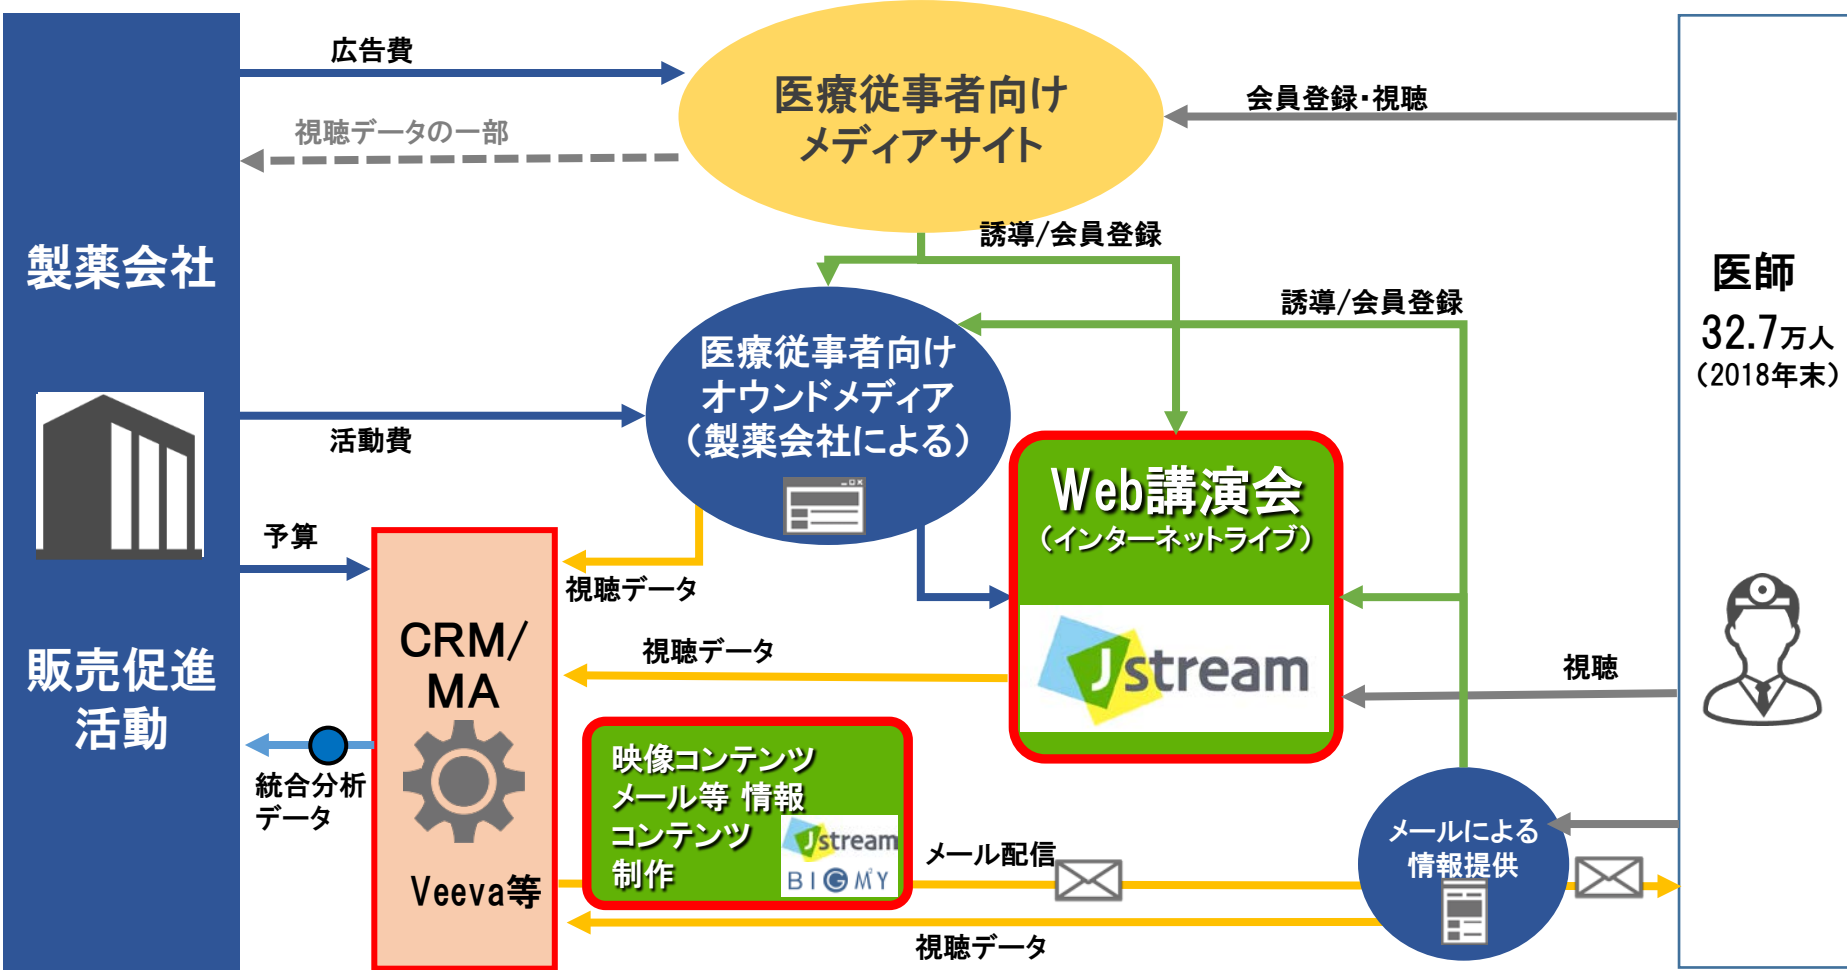 広告費
視聴データの一部
医療従事者向け
メディアサイト
会員登録・視聴
製薬会社
販売促進
活動
誘導/会員登録
誘導/会員登録
医師
32.7万人
（2018年末）
医療従事者向け
オウンドメディア
（製薬会社による）
活動費
予算
視聴データ
Web講演会
（インターネットライブ）
Jstream
CRM/
MA
Veeva等
視聴データ
視聴
統合分析
データ
映像コンテンツ
メール等 情報
コンテンツ
制作
Jstream
BIGM²Y
メール配信
メールによる
情報提供
視聴データ